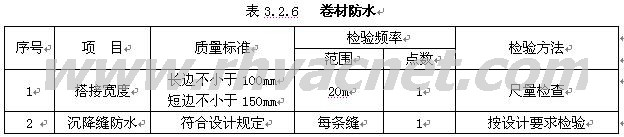 表 3.2.6 卷材防水
序号 项 目 质量标准 检验频率 检验方法
范围 点数
1 搭接宽度 长边不小于 100mm 20m 1 尺量检查
短边不小于 150mm
2 沉降缝防水 符合设计规定 每条缝 1 按设计要求检验
www.rhvacnet.com